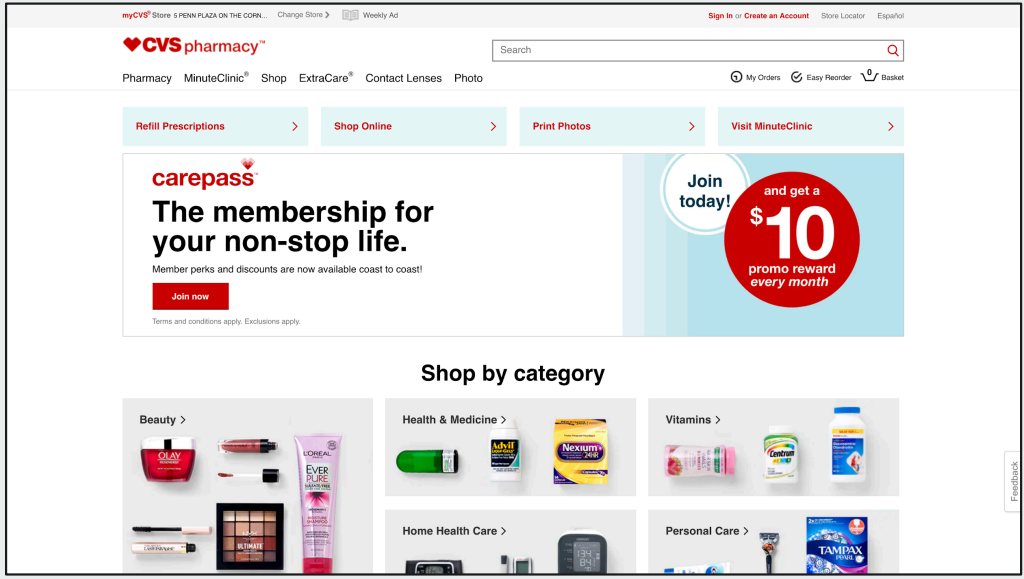 myCVS® Store 5 PENN PLAZA ON THE CORN... Change Store Weekly Ad
Sign In or Create an Account Store Locator Español
CVS pharmacy™
Search
Pharmacy MinuteClinic® Shop ExtraCare® Contact Lenses Photo
My Orders Easy Reorder 0 Basket
Refill Prescriptions
Shop Online
Print Photos
Visit MinuteClinic
carepass™
The membership for
your non-stop life.
Member perks and discounts are now available coast to coast!
Join now
Terms and conditions apply. Exclusions apply.
Join
today!
and get a
$10
promo reward
every month
Shop by category
Beauty
OLAY
L'OREAL
EVER
PURE
ULTIMATE
Health & Medicine
Advil
Nexium
24HR
Vitamins
Centrum
Home Health Care
Personal Care
TAMPAX
PEARL
Feedback